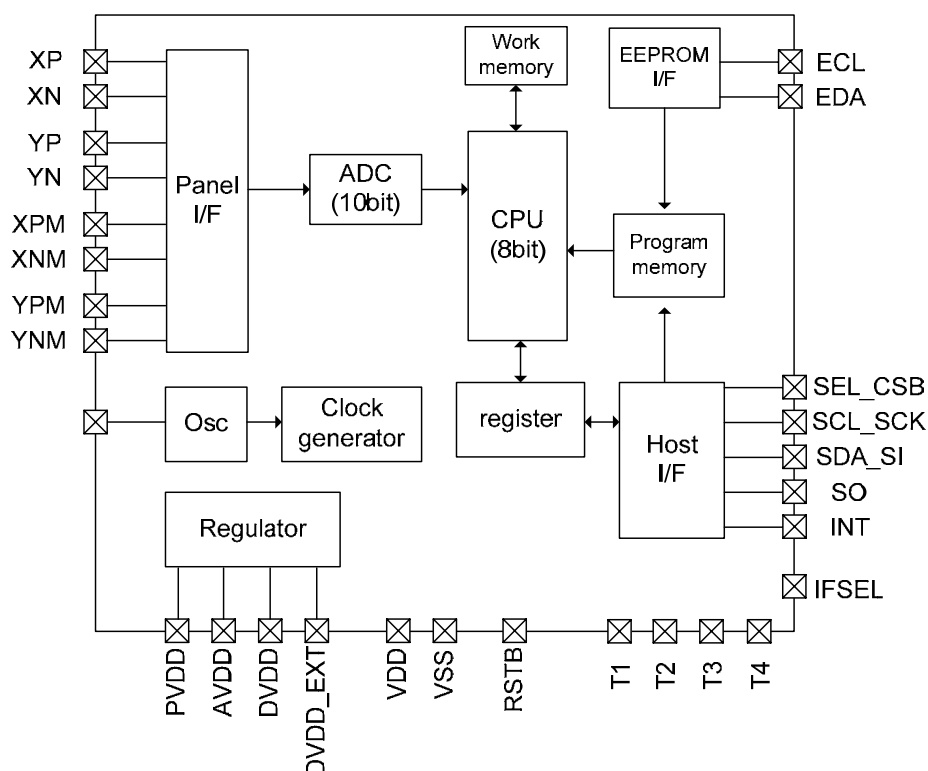 XP
XN
YP
YN
XPM
XNM
YPM
YNM
Panel
I/F
ADC
(10bit)
Work
memory
CPU
(8bit)
EEPROM
I/F
Program
memory
ECL
EDA
Osc
Clock
generator
register
Host
I/F
SEL_CSB
SCL_SCK
SDA_SI
SO
INT
IFSEL
Regulator
PVDD
AVDD
DVDD
DVDD_EXT
VDD
VSS
RSTB
T1
T2
T3
T4